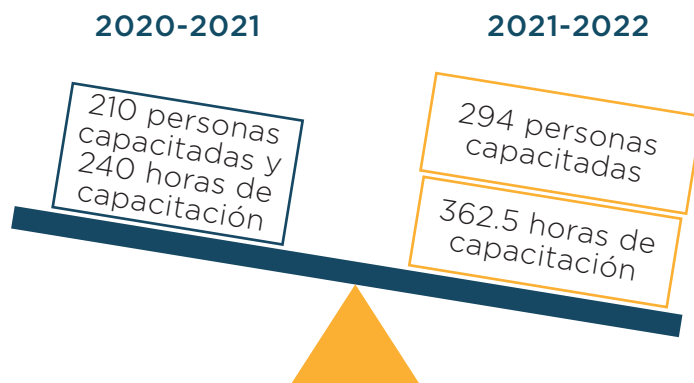 2020-2021
210 personas
capacitadas y
240 horas de
capacitación
2021-2022
294 personas
capacitadas
362.5 horas de
capacitación